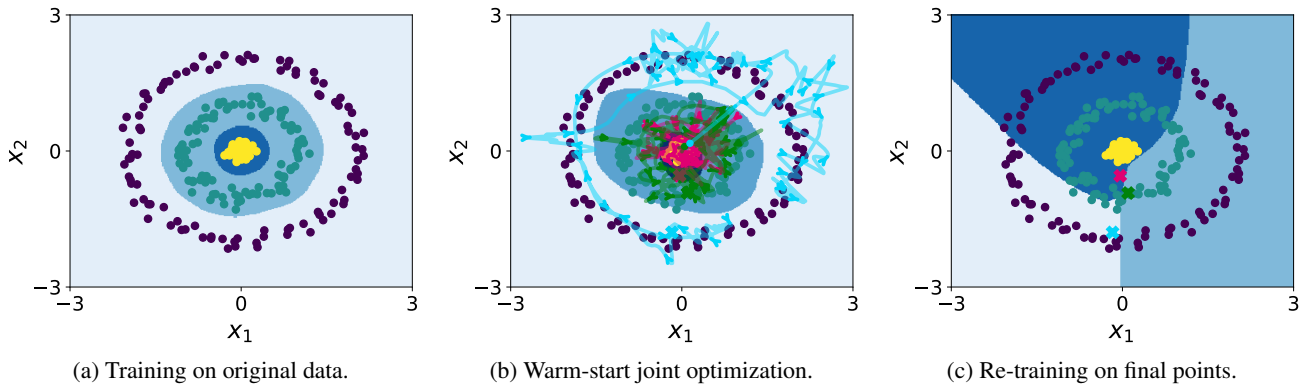 3
0
−3
x2
−3
0
3
x1
(a) Training on original data.
3
0
−3
x2
−3
0
3
x1
(b) Warm-start joint optimization.
3
0
−3
x2
−3
0
3
x1
(c) Re-training on final points.